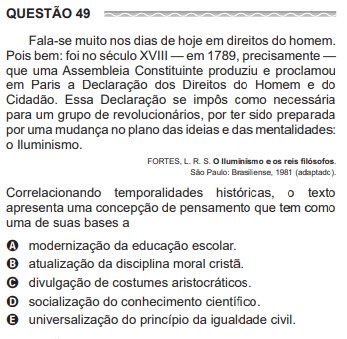 QUESTÃO 49
Fala-se muito nos dias de hoje em direitos do homem.
Pois bem: foi no século XVIII — em 1789, precisamente —
que uma Assembleia Constituinte produziu e proclamou
em Paris a Declaração dos Direitos do Homem e do
Cidadão. Essa Declaração se impôs como necessária
para um grupo de revolucionários, por ter sido preparada
por uma mudança no plano das ideias e das mentalidades:
o Iluminismo.
FORTES, L. R. S. O Iluminismo e os reis filósofos.
São Paulo: Brasiliense, 1981 (adaptado).
Correlacionando temporalidades históricas, o texto
apresenta uma concepção de pensamento que tem como
uma de suas bases a
A modernização da educação escolar.
B atualização da disciplina moral cristã.
C divulgação de costumes aristocráticos.
D socialização do conhecimento científico.
E universalização do princípio da igualdade civil.